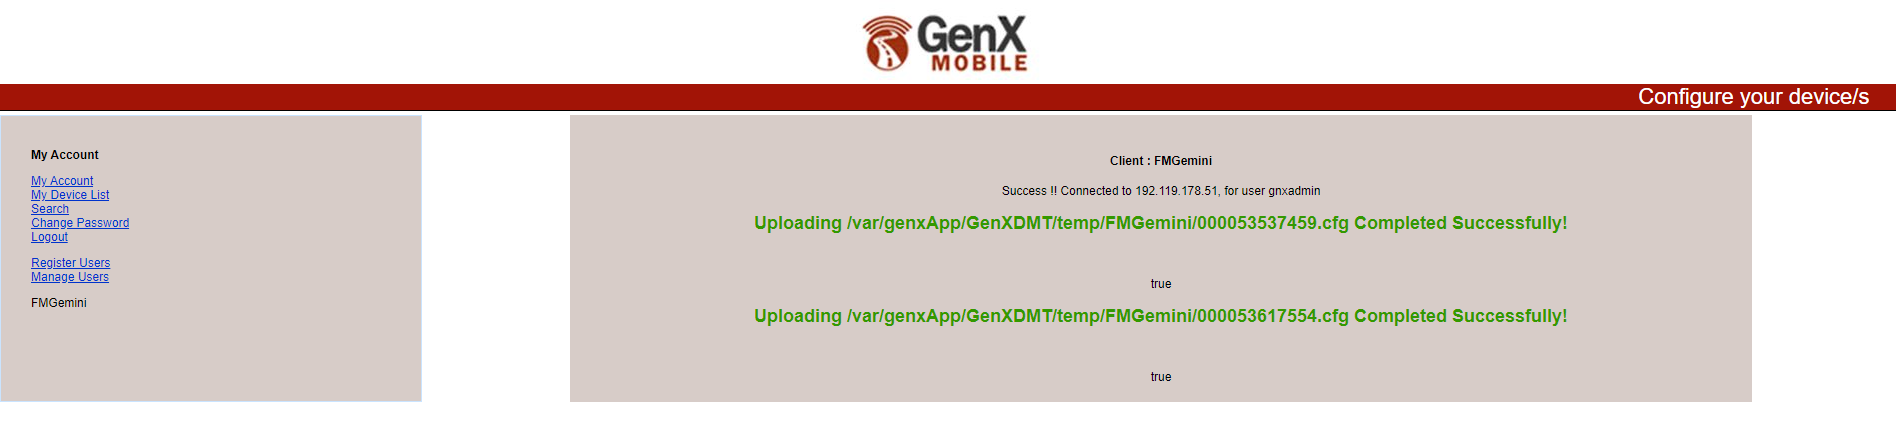 GenX
MOBILE
Configure your device/s
My Account
My Account
My Device List
Search
Change Password
Logout
Register Users
Manage Users
FMGemini
Client : FMGemini
Success !! Connected to 192.119.178.51, for user gnxadmin
Uploading /var/genxApp/GenXDMT/temp/FMGemini/000053537459.cfg Completed Successfully!
true
Uploading /var/genxApp/GenXDMT/temp/FMGemini/000053617554.cfg Completed Successfully!
true